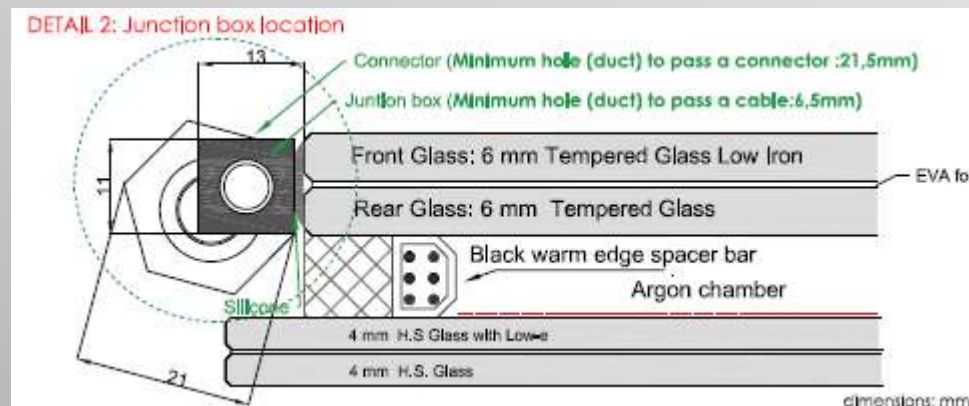 DETAIL 2: Junction box location
13
Connector (Minimum hole (duct) to pass a connector :21,5mm)
Juntion box (Minimum hole (duct) to pass a cable:6,5mm)
11
Front Glass: 6 mm Tempered Glass Low Iron
EVA fo
Rear Glass: 6 mm Tempered Glass
Black warm edge spacer bar
Argon chamber
Silicone
4 mm H.S Glass with Low-e
4 mm H.S. Glass
21
dimensions: mm